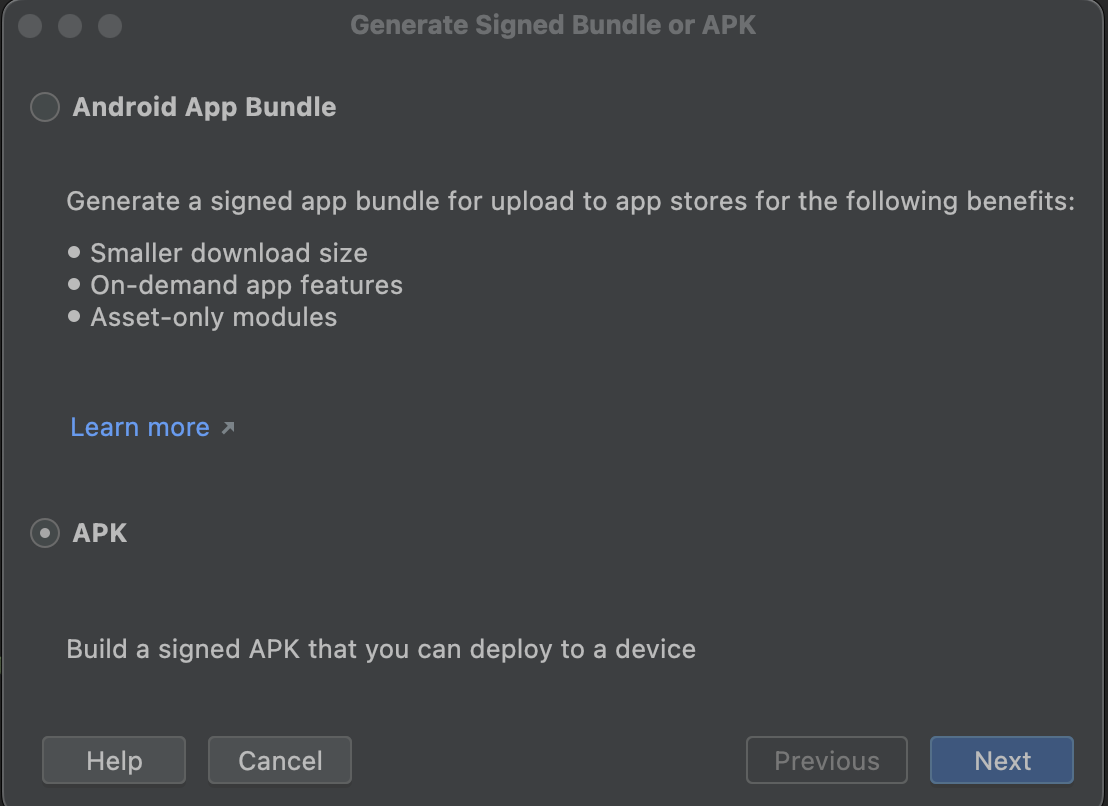 Generate Signed Bundle or APK
Android App Bundle
Generate a signed app bundle for upload to app stores for the following benefits:
• Smaller download size
• On-demand app features
• Asset-only modules
Learn more ↗
APK
Build a signed APK that you can deploy to a device
Help Cancel Previous Next